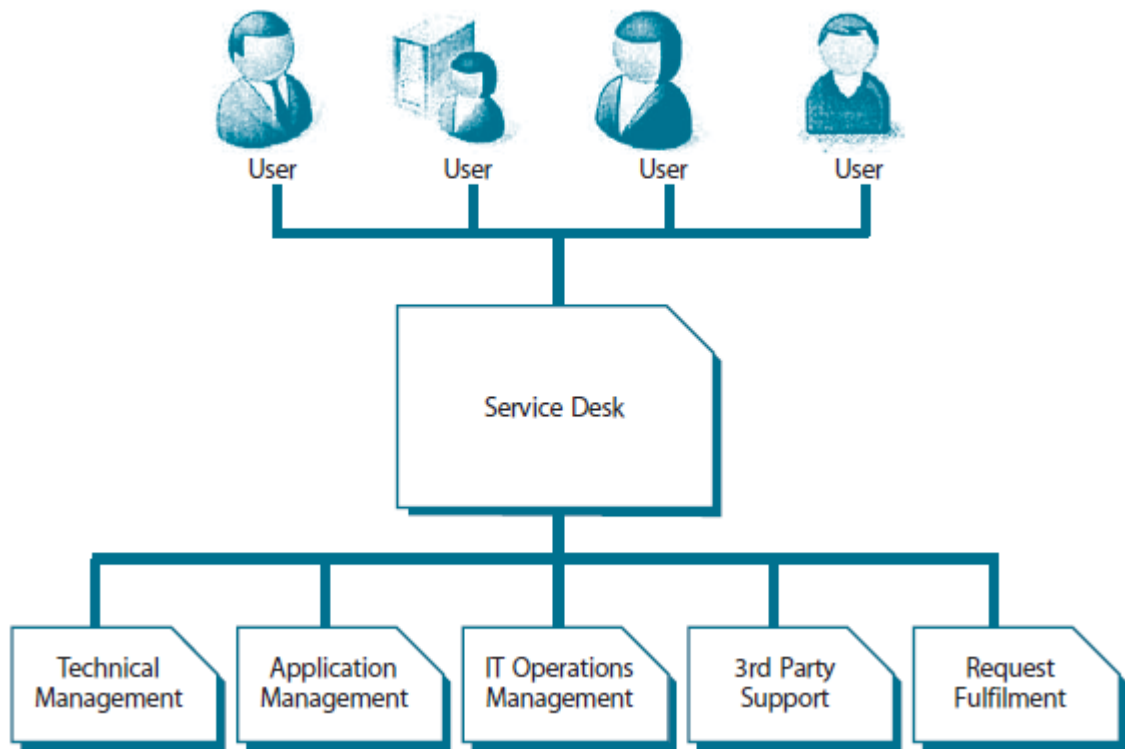 User
User
User
User
Service Desk
Technical
Management
Application
Management
IT Operations
Management
3rd Party
Support
Request
Fulfilment